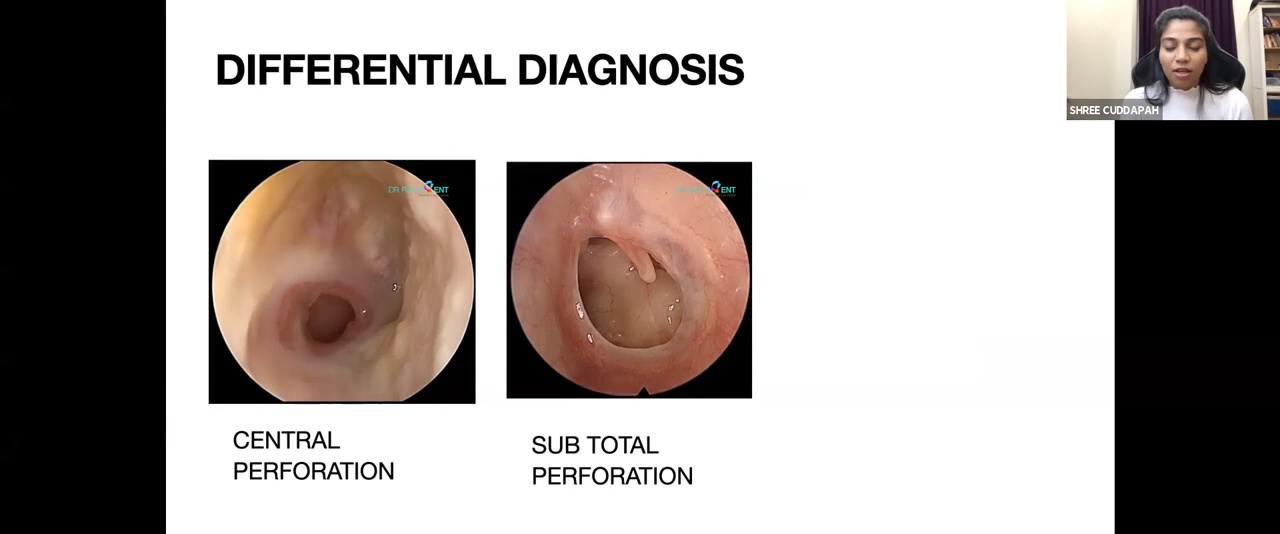 DIFFERENTIAL DIAGNOSIS
SHREE CUDDAPAH
CENTRAL
PERFORATION
SUB TOTAL
PERFORATION